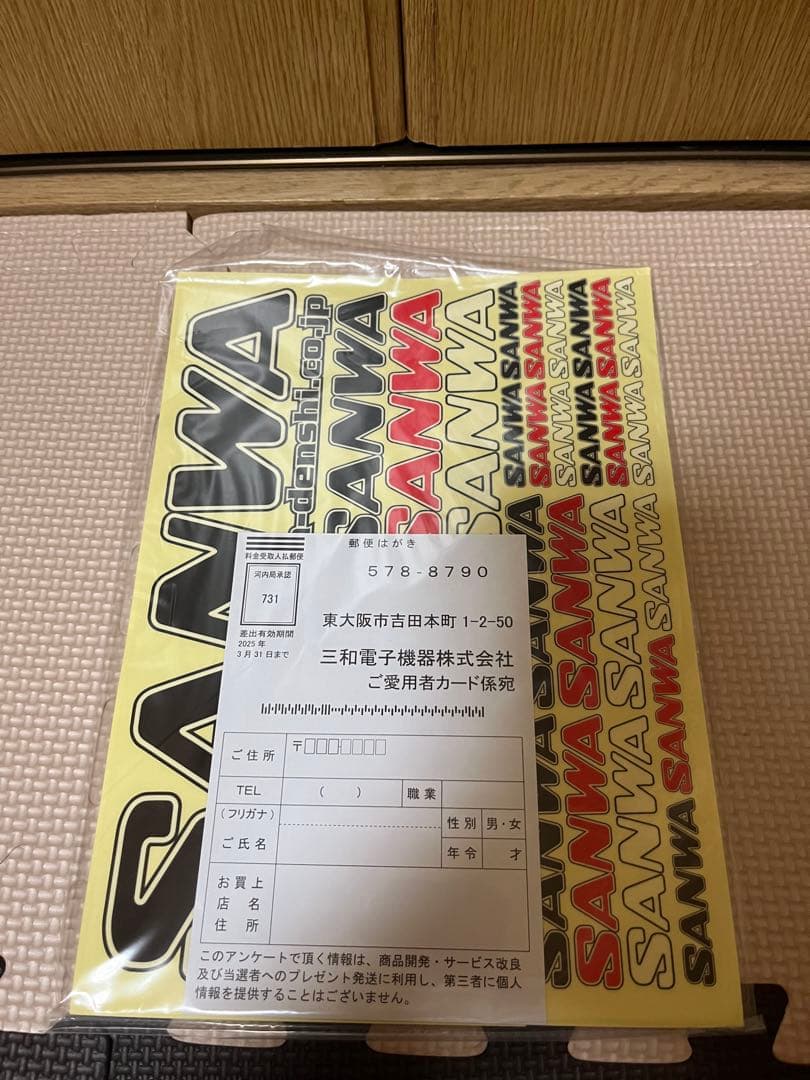 SANWA
-denshi.co.jp
SANWA
SANWA
SANWA
SANWA SANWA
SANWA SANWA
SANWA SANWA
SANWA SANWA
SANWA SANWA
SANWA SANWA
SANWA SANWA
SANWA SANWA
SANWA SANWA
SANWA SANWA
郵便はがき
料金受取人払郵便
河内局承認
731
差出有効期間
2025年
3月31日まで
578-8790
東大阪市吉田本町1-2-50
三和電子機器株式会社
ご愛用者カード係宛
ご住所
〒
TEL
( )
職業
(フリガナ)
ご氏名
性別 男・女
年令 才
お買上
店名
住所
このアンケートで頂く情報は、商品開発・サービス改良
及び当選者へのプレゼント発送に利用し、第三者に個人
情報を提供することはございません。